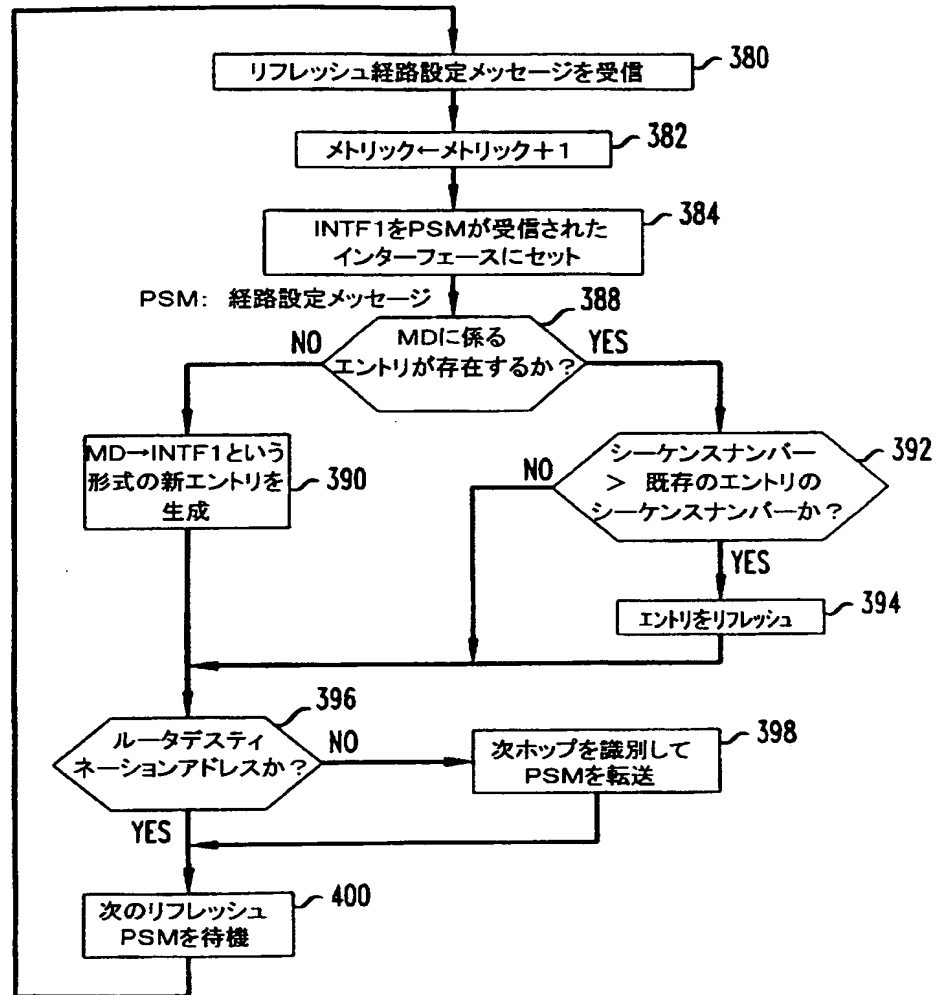 リフレッシュ経路設定メッセージを受信
380
メトリック←メトリック+1
382
INTF1をPSMが受信された
インターフェースにセット
384
PSM: 経路設定メッセージ
388
MDに係る
エントリが存在するか?
NO
YES
MD→INTF1という
形式の新エントリを
生成
390
シーケンスナンバー
> 既存のエントリの
シーケンスナンバーか?
392
NO
YES
エントリをリフレッシュ
394
396
ルータデスティ
ネーションアドレスか?
NO
YES
次ホップを識別して
PSMを転送
398
次のリフレッシュ
PSMを待機
400